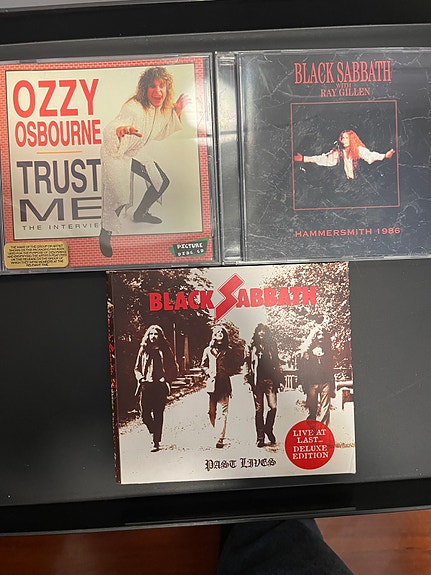 OZZY
OSBOURNE
TRUST
ME
THE INTERVIE
PICTURE
DISC CD
BLACK SABBATH
WITH
RAY GILLEN
HAMMERSMITH 1986
BLACK SABBATH
LIVE AT
LAST...
DELUXE
EDITION
PAST LIVES